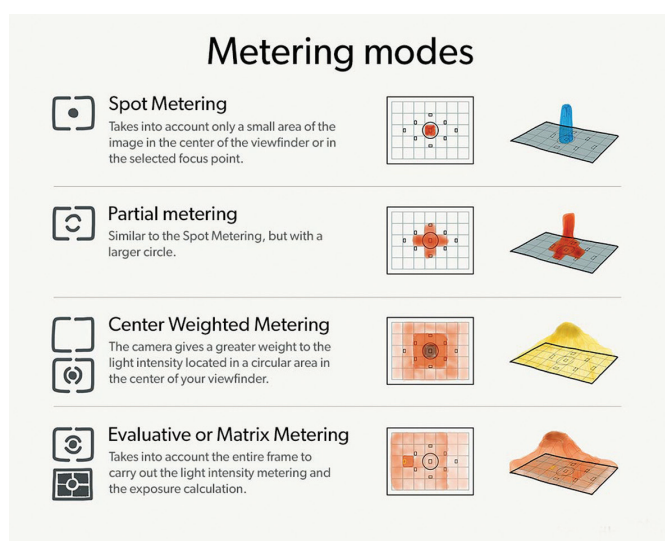 Metering modes
Spot Metering
Takes into account only a small area of the
image in the center of the viewfinder or in
the selected focus point.
Partial metering
Similar to the Spot Metering, but with a
larger circle.
Center Weighted Metering
The camera gives a greater weight to the
light intensity located in a circular area in
the center of your viewfinder.
Evaluative or Matrix Metering
Takes into account the entire frame to
carry out the light intensity metering and
the exposure calculation.